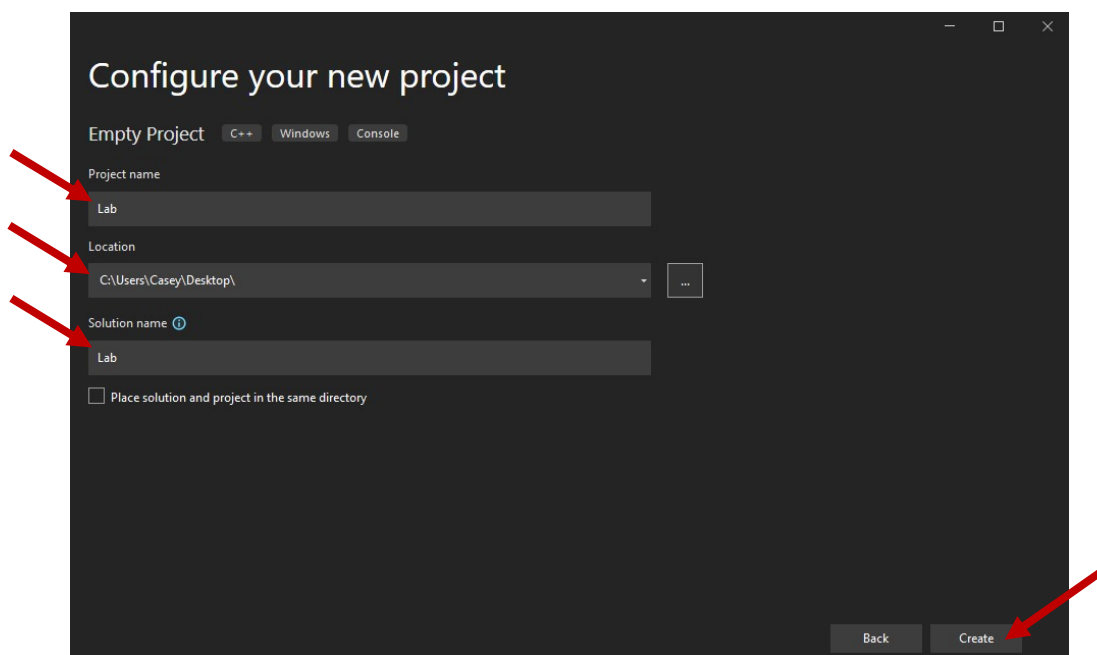 Configure your new project
Empty Project C++ Windows Console
Project name
Lab
Location
C:\Users\Casey\Desktop\
...
Solution name
Lab
Place solution and project in the same directory
Back Create